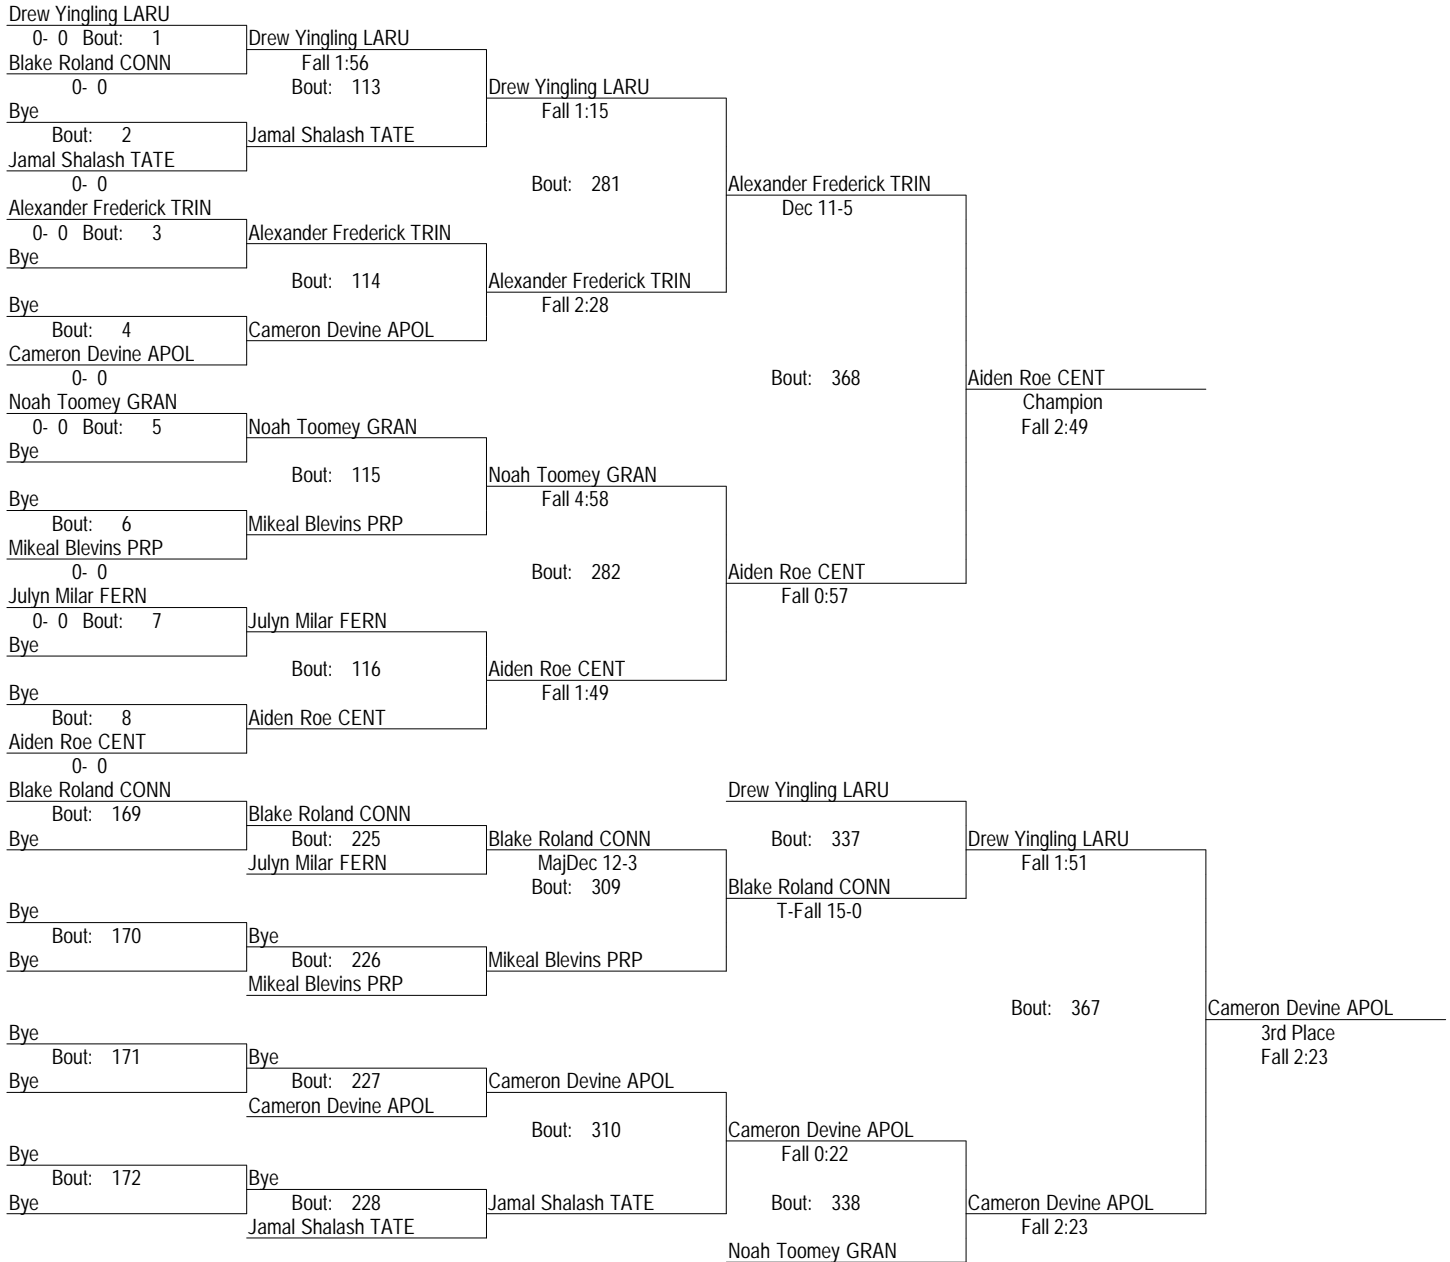 Drew Yingling LARU
0- 0 Bout: 1
Drew Yingling LARU
Blake Roland CONN
Fall 1:56
0- 0
Bout: 113
Drew Yingling LARU
Bye
Fall 1:15
Bout: 2
Jamal Shalash TATE
Jamal Shalash TATE
0- 0
Bout: 281
Alexander Frederick TRIN
Alexander Frederick TRIN
Dec 11-5
0- 0 Bout: 3
Alexander Frederick TRIN
Bye
Bout: 114
Alexander Frederick TRIN
Bye
Fall 2:28
Bout: 4
Cameron Devine APOL
Cameron Devine APOL
0- 0
Bout: 368
Aiden Roe CENT
Noah Toomey GRAN
Champion
0- 0 Bout: 5
Noah Toomey GRAN
Fall 2:49
Bye
Bout: 115
Noah Toomey GRAN
Bye
Fall 4:58
Bout: 6
Mikeal Blevins PRP
Mikeal Blevins PRP
0- 0
Bout: 282
Aiden Roe CENT
Julyn Milar FERN
Fall 0:57
0- 0 Bout: 7
Julyn Milar FERN
Bye
Bout: 116
Aiden Roe CENT
Bye
Fall 1:49
Bout: 8
Aiden Roe CENT
Aiden Roe CENT
0- 0
Blake Roland CONN
Drew Yingling LARU
Bout: 169
Blake Roland CONN
Bye
Bout: 225
Blake Roland CONN
Bout: 337
Drew Yingling LARU
Julyn Milar FERN
MajDec 12-3
Fall 1:51
Bout: 309
Blake Roland CONN
Bye
T-Fall 15-0
Bout: 170
Bye
Bye
Bout: 226
Mikeal Blevins PRP
Mikeal Blevins PRP
Bout: 367
Cameron Devine APOL
Bye
3rd Place
Bout: 171
Bye
Fall 2:23
Bye
Bout: 227
Cameron Devine APOL
Cameron Devine APOL
Bout: 310
Cameron Devine APOL
Bye
Fall 0:22
Bout: 172
Bye
Bye
Bout: 228
Jamal Shalash TATE
Bout: 338
Cameron Devine APOL
Jamal Shalash TATE
Fall 2:23
Noah Toomey GRAN